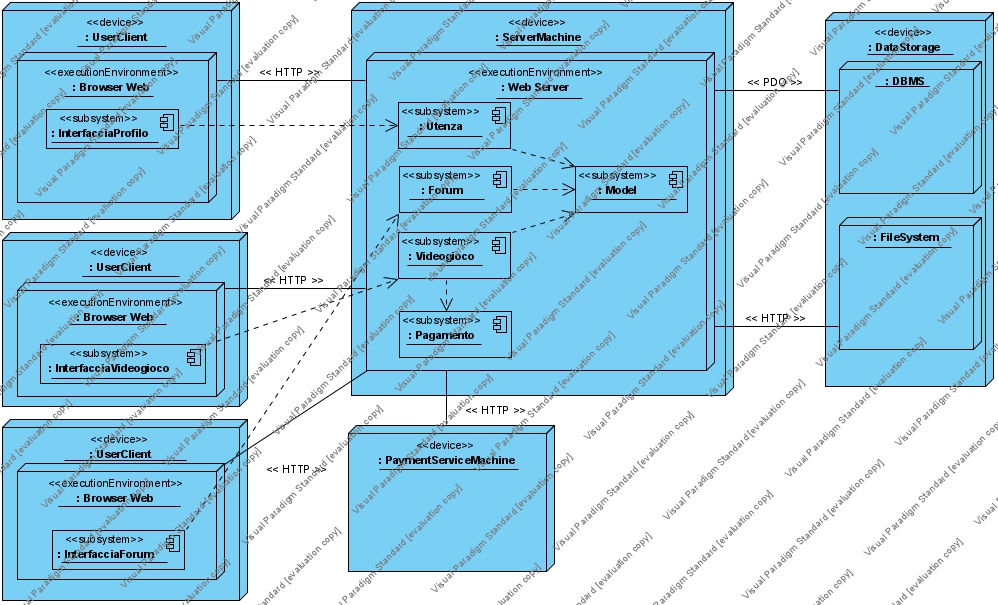 <<device>>
: UserClient
<<executionEnvironment>>
: Browser Web
<<subsystem>>
: InterfacciaProfilo
<< HTTP >>
<<device>>
: ServerMachine
<<executionEnvironment>>
: Web Server
<<subsystem>>
: Utenza
<<subsystem>>
: Forum
<<subsystem>>
: Model
<<subsystem>>
: Videogioco
<<subsystem>>
: Pagamento
<< PDO >>
<< HTTP >>
<<device>>
: DataStorage
: DBMS
: FileSystem
<<device>>
: UserClient
<<executionEnvironment>>
: Browser Web
<<subsystem>>
: InterfacciaVideogioco
<< HTTP >>
<<device>>
: UserClient
<<executionEnvironment>>
: Browser Web
<<subsystem>>
: InterfacciaForum
<< HTTP >>
<< HTTP >>
<<device>>
: PaymentServiceMachine
Visual Paradigm Standard [evaluation copy]